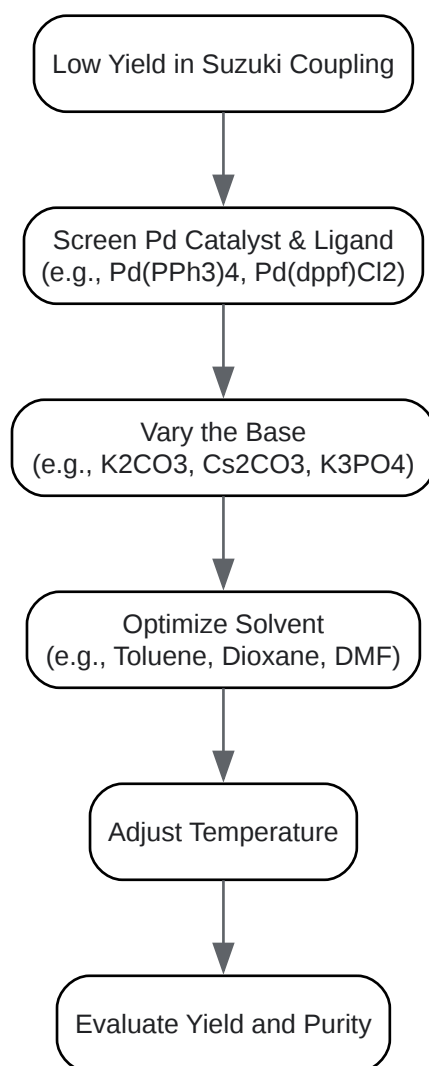 Low Yield in Suzuki Coupling
Screen Pd Catalyst & Ligand
(e.g., Pd(PPh3)4, Pd(dppf)Cl2)
Vary the Base
(e.g., K2CO3, Cs2CO3, K3PO4)
Optimize Solvent
(e.g., Toluene, Dioxane, DMF)
Adjust Temperature
Evaluate Yield and Purity